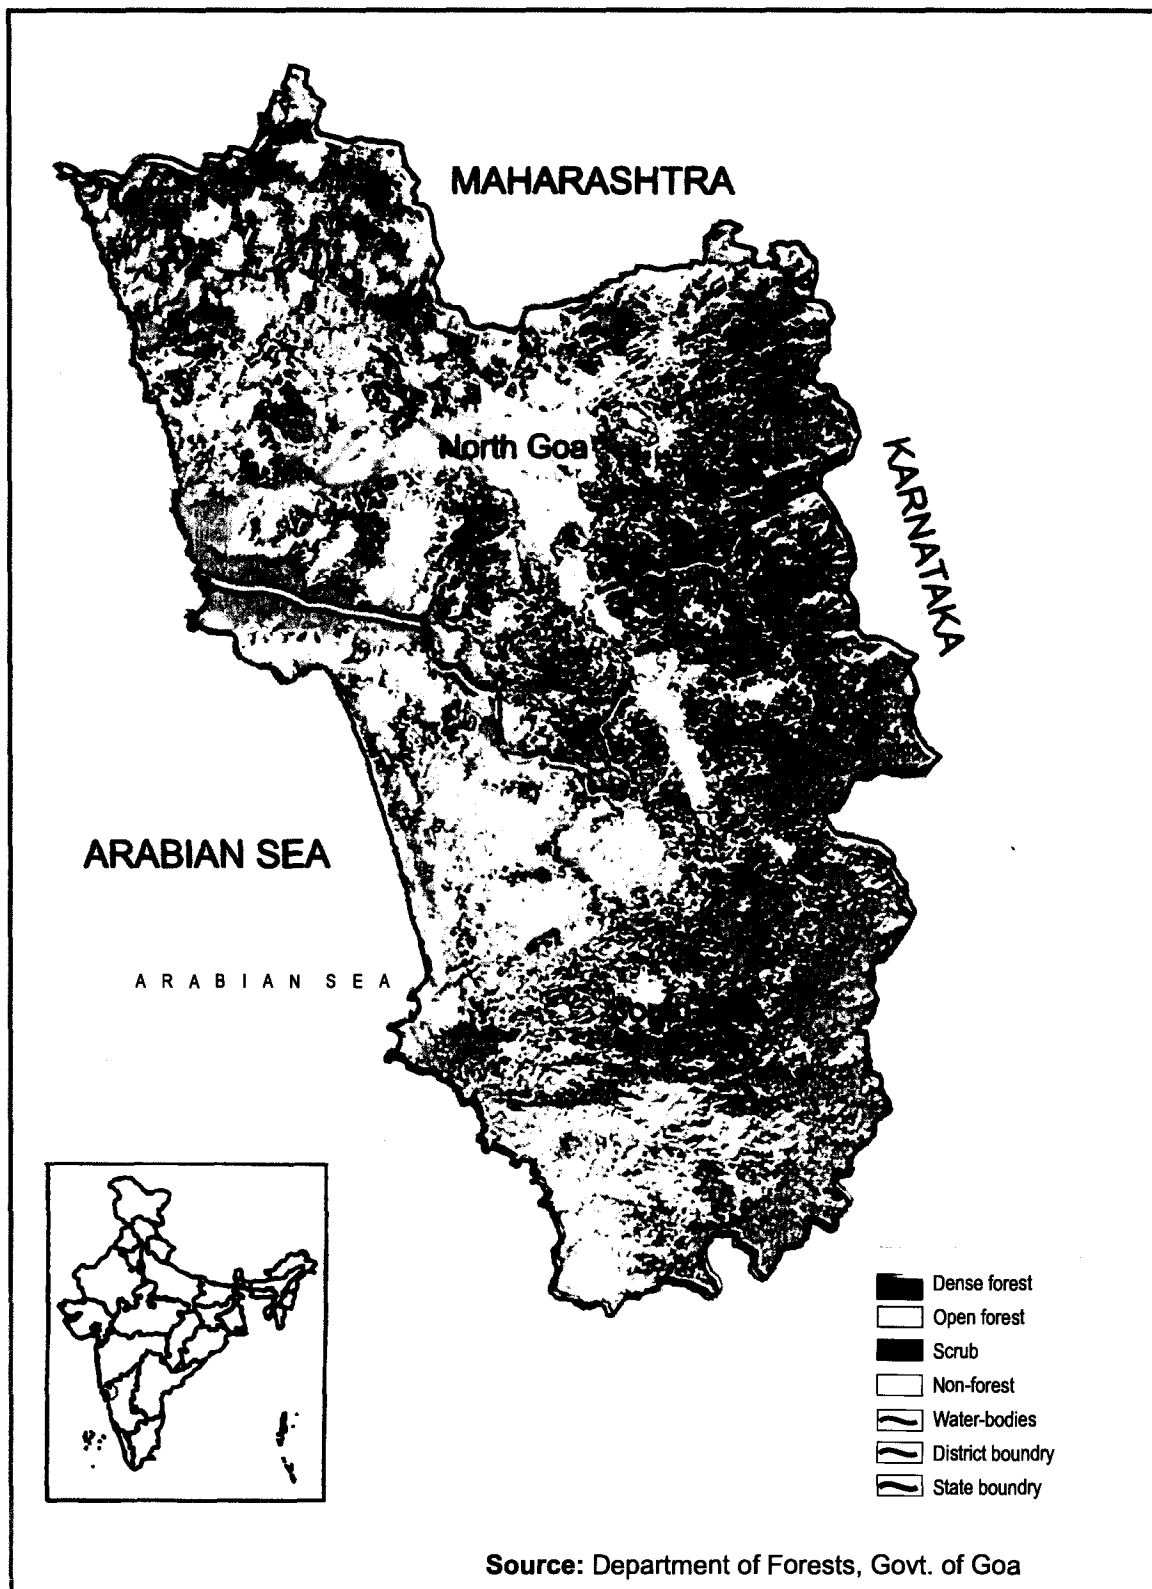 MAHARASHTRA
North Goa
KARNATAKA
ARABIAN SEA
ARABIAN SEA
Dense forest
Open forest
Scrub
Non-forest
Water-bodies
District boundry
State boundry
Source: Department of Forests, Govt. of Goa